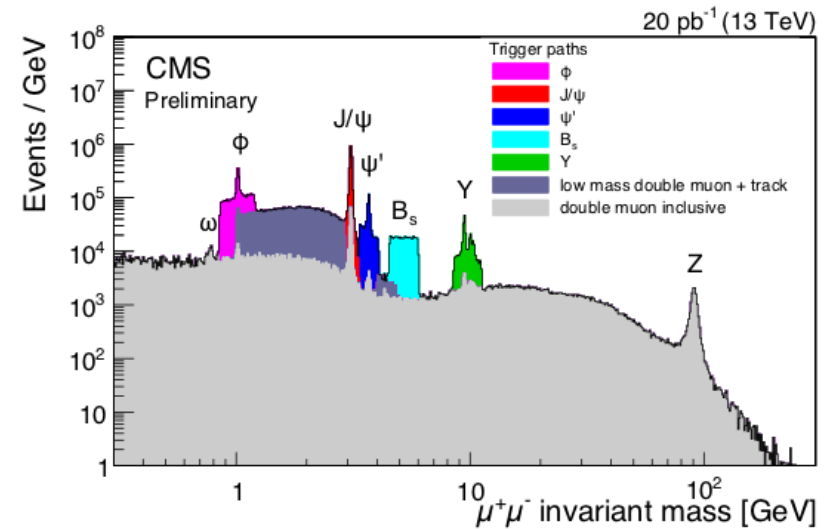 20 pb⁻¹ (13 TeV)
CMS
Preliminary
Trigger paths
ϕ
J/ψ
ψ'
Bₛ
Υ
low mass double muon + track
double muon inclusive
ω
ϕ
J/ψ
ψ'
Bₛ
Υ
Z
Events / GeV
10⁸
10⁷
10⁶
10⁵
10⁴
10³
10²
10
1
1
10
10²
μ⁺μ⁻ invariant mass [GeV]